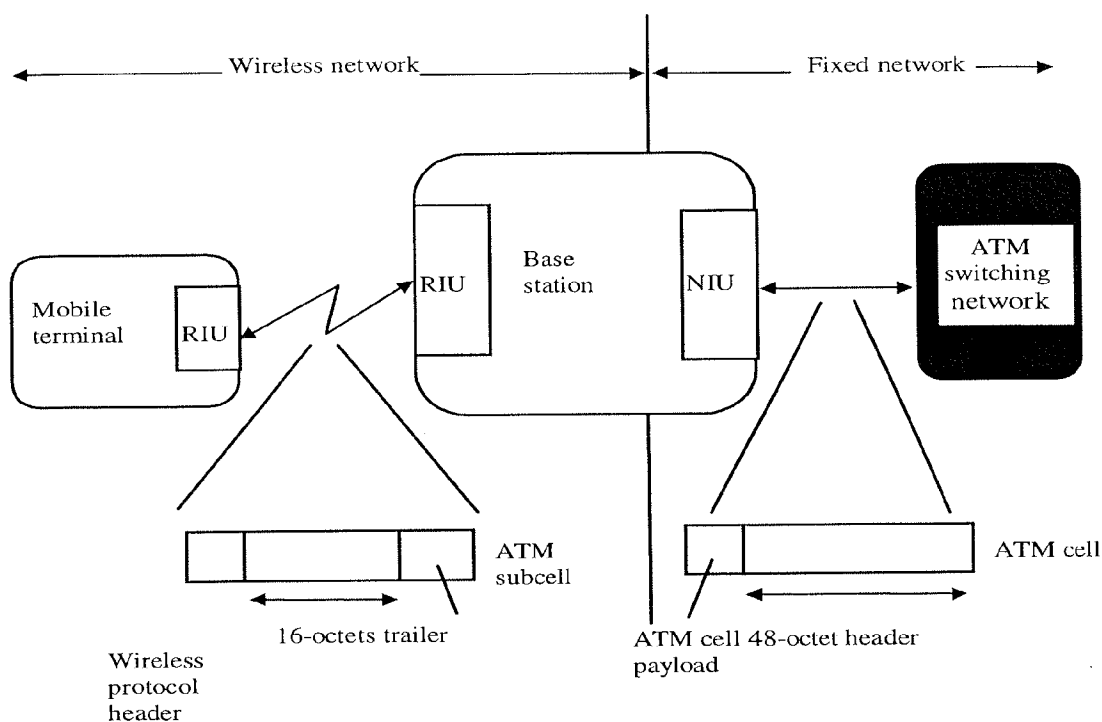 Wireless network
Fixed network
Mobile
terminal
RIU
RIU
Base
station
NIU
ATM
switching
network
ATM
subcell
ATM cell
16-octets trailer
Wireless
protocol
header
ATM cell 48-octet header
payload